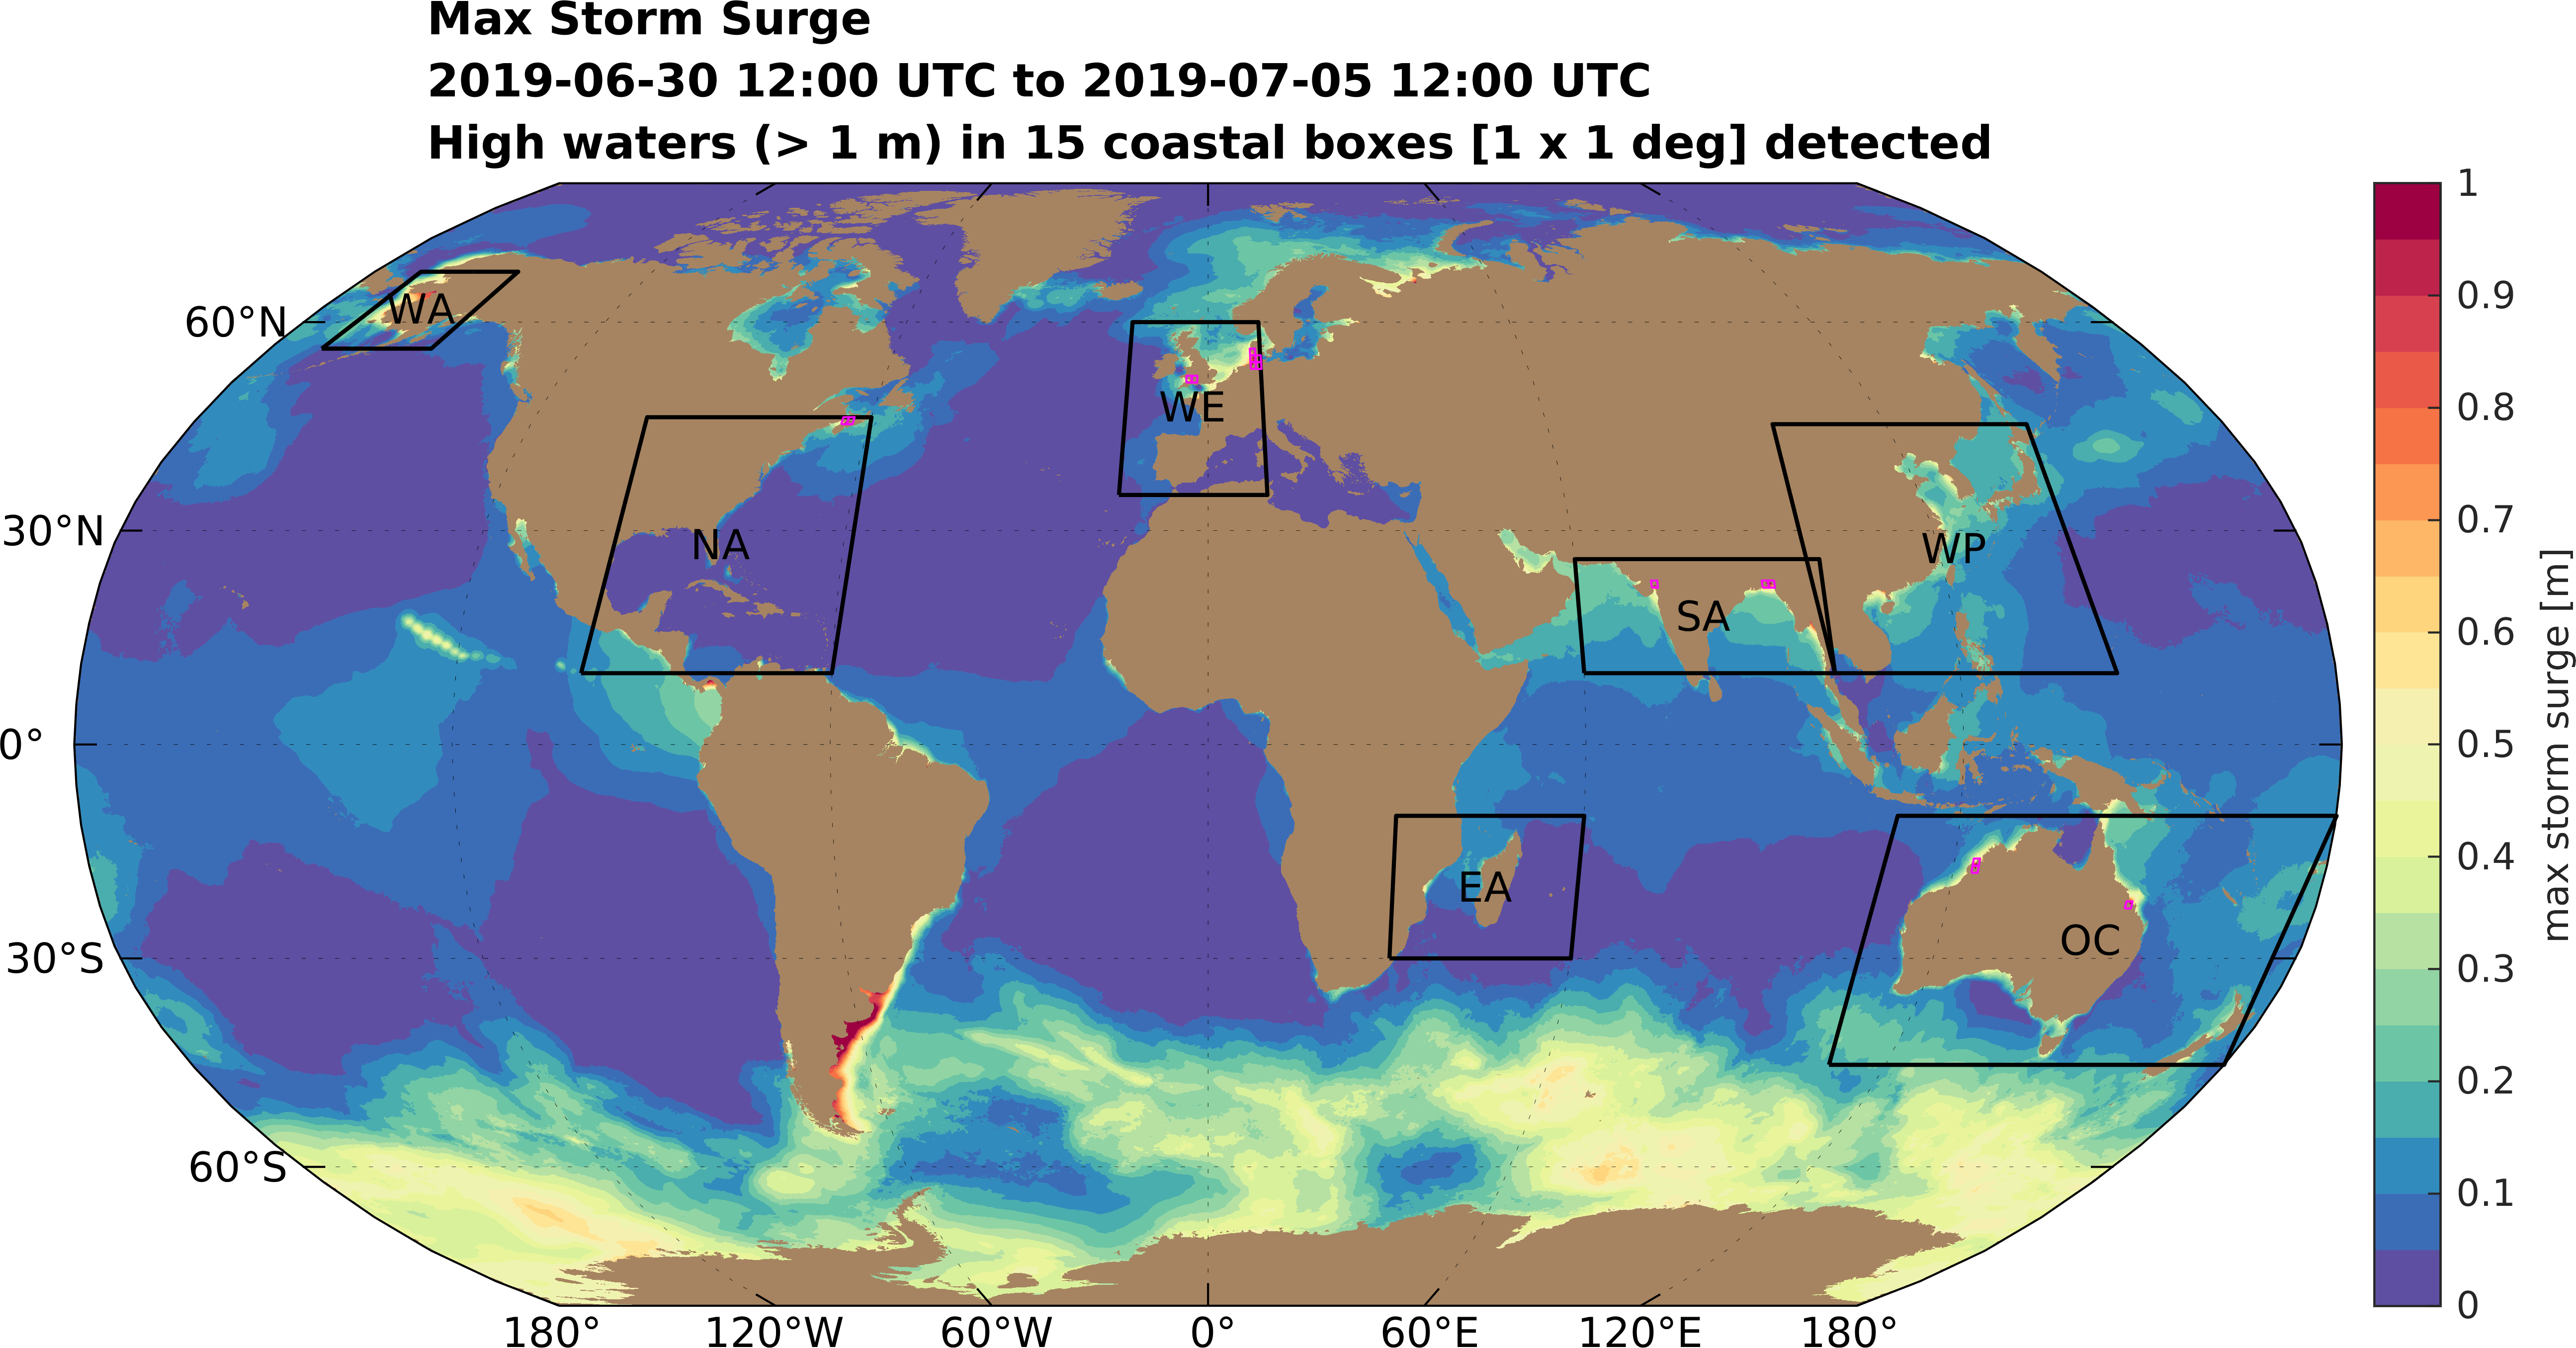 Max Storm Surge
2019-06-30 12:00 UTC to 2019-07-05 12:00 UTC
High waters (> 1 m) in 15 coastal boxes [1 x 1 deg] detected
60°N
30°N
0°
30°S
60°S
WA
NA
WE
SA
WP
EA
OC
180°
120°W
60°W
0°
60°E
120°E
180°
1
0.9
0.8
0.7
0.6
0.5
0.4
0.3
0.2
0.1
0
max storm surge [m]